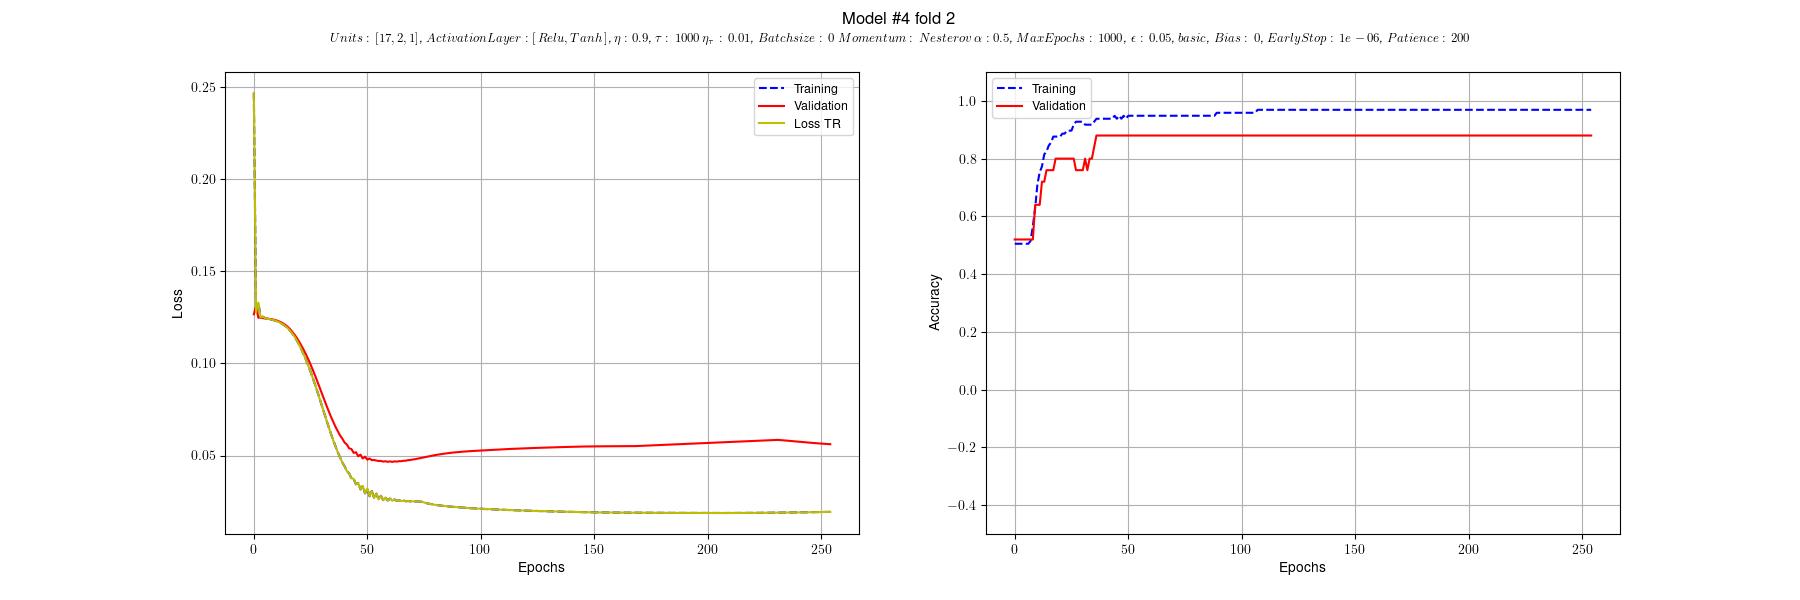 Model #4 fold 2
Units : [17, 2, 1], ActivationLayer : [Relu, Tanh], η : 0.9, τ : 1000 ητ : 0.01, Batchsize : 0 Momentum : Nesterov α : 0.5, MaxEpochs : 1000, ϵ : 0.05, basic, Bias : 0, EarlyStop : 1e − 06, Patience : 200
Loss
0.25
0.20
0.15
0.10
0.05
Training
Validation
Loss TR
0 50 100 150 200 250
Epochs
Accuracy
1.0
0.8
0.6
0.4
0.2
0.0
−0.2
−0.4
Training
Validation
0 50 100 150 200 250
Epochs